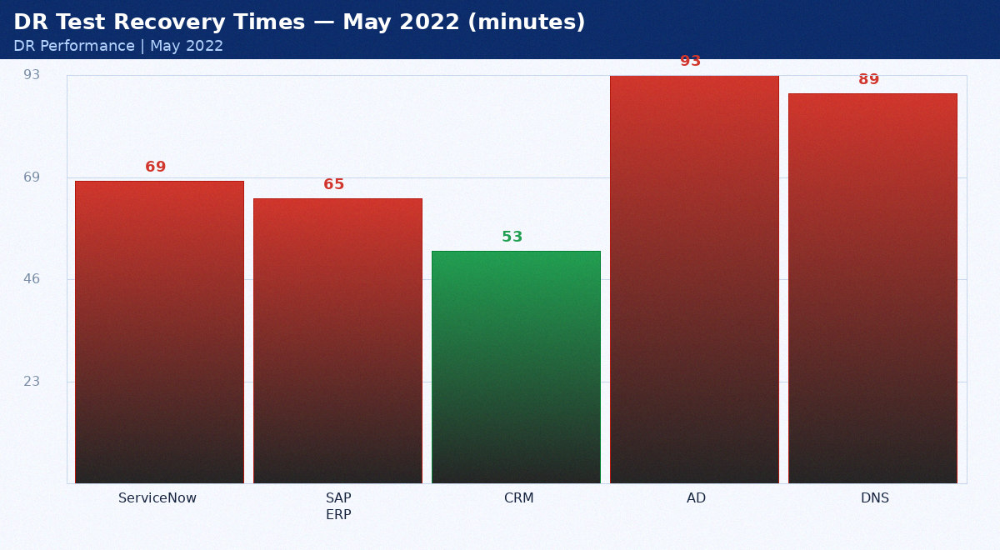 DR Test Recovery Times — May 2022 (minutes)
DR Performance | May 2022
93
69
46
23
69
65
53
93
89
ServiceNow
SAP
ERP
CRM
AD
DNS